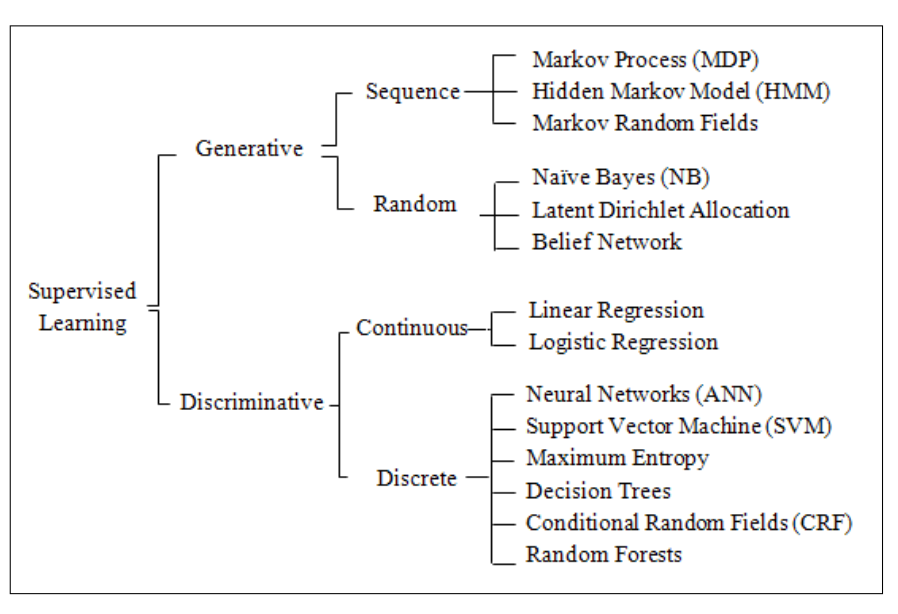 Markov Process (MDP)
Sequence
Hidden Markov Model (HMM)
Markov Random Fields
Generative
Naïve Bayes (NB)
Random
Latent Dirichlet Allocation
Belief Network
Supervised
Learning
Linear Regression
Continuous
Logistic Regression
Discriminative
Neural Networks (ANN)
Support Vector Machine (SVM)
Maximum Entropy
Discrete
Decision Trees
Conditional Random Fields (CRF)
Random Forests